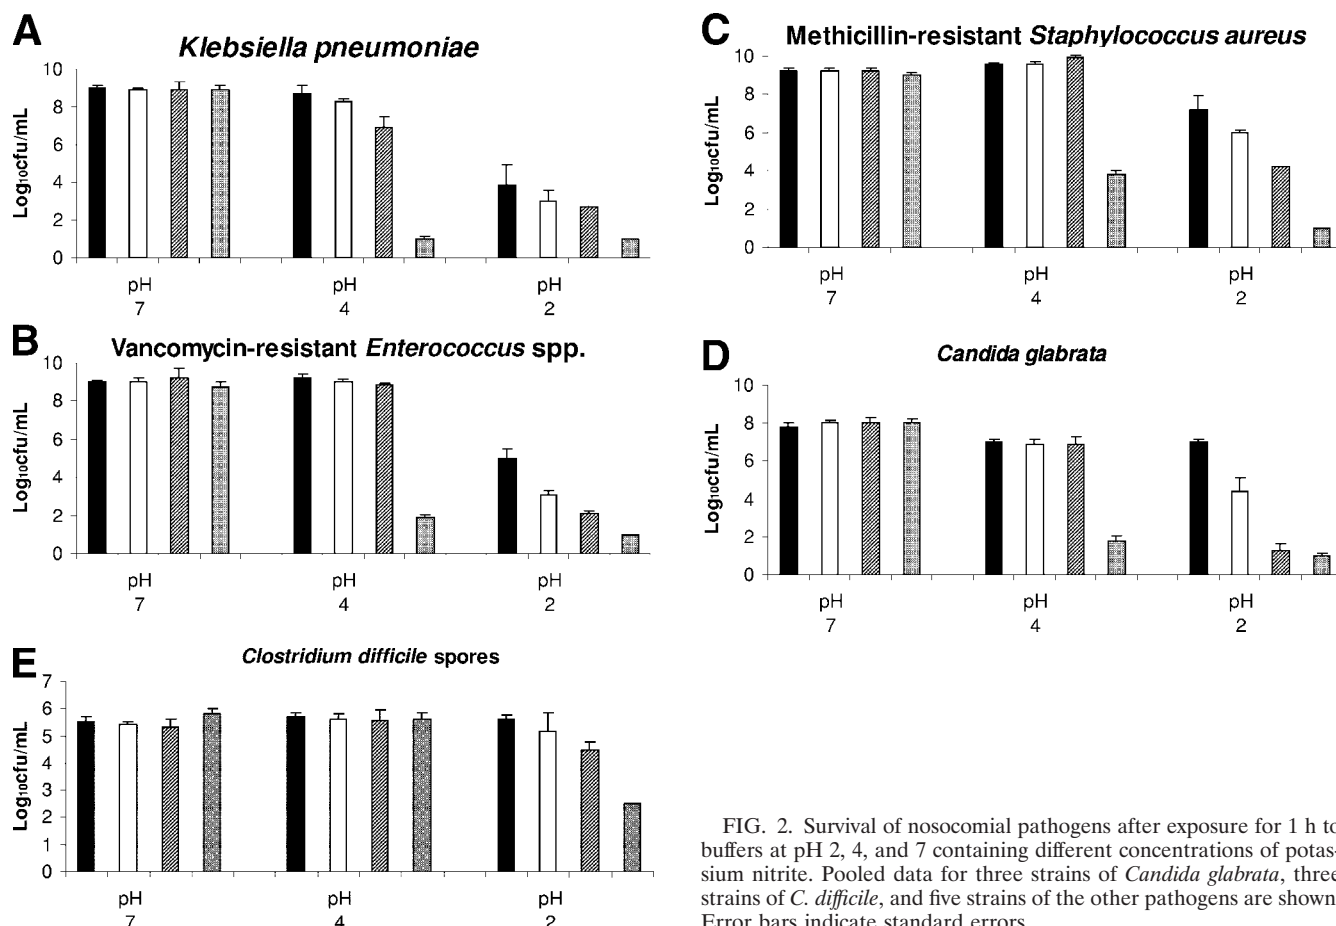 A
Klebsiella pneumoniae
Log₁₀cfu/mL
10
8
6
4
2
0
pH pH pH
7 4 2
B
Vancomycin-resistant Enterococcus spp.
Log₁₀cfu/mL
10
8
6
4
2
0
pH pH pH
7 4 2
C
Methicillin-resistant Staphylococcus aureus
Log₁₀cfu/mL
10
8
6
4
2
0
pH pH pH
7 4 2
D
Candida glabrata
Log₁₀cfu/mL
10
8
6
4
2
0
pH pH pH
7 4 2
E
Clostridium difficile spores
Log₁₀cfu/mL
7
6
5
4
3
2
1
0
pH pH pH
7 4 2
FIG. 2. Survival of nosocomial pathogens after exposure for 1 h to
buffers at pH 2, 4, and 7 containing different concentrations of potas-
sium nitrite. Pooled data for three strains of Candida glabrata, three
strains of C. difficile, and five strains of the other pathogens are shown
Error bars indicate standard errors